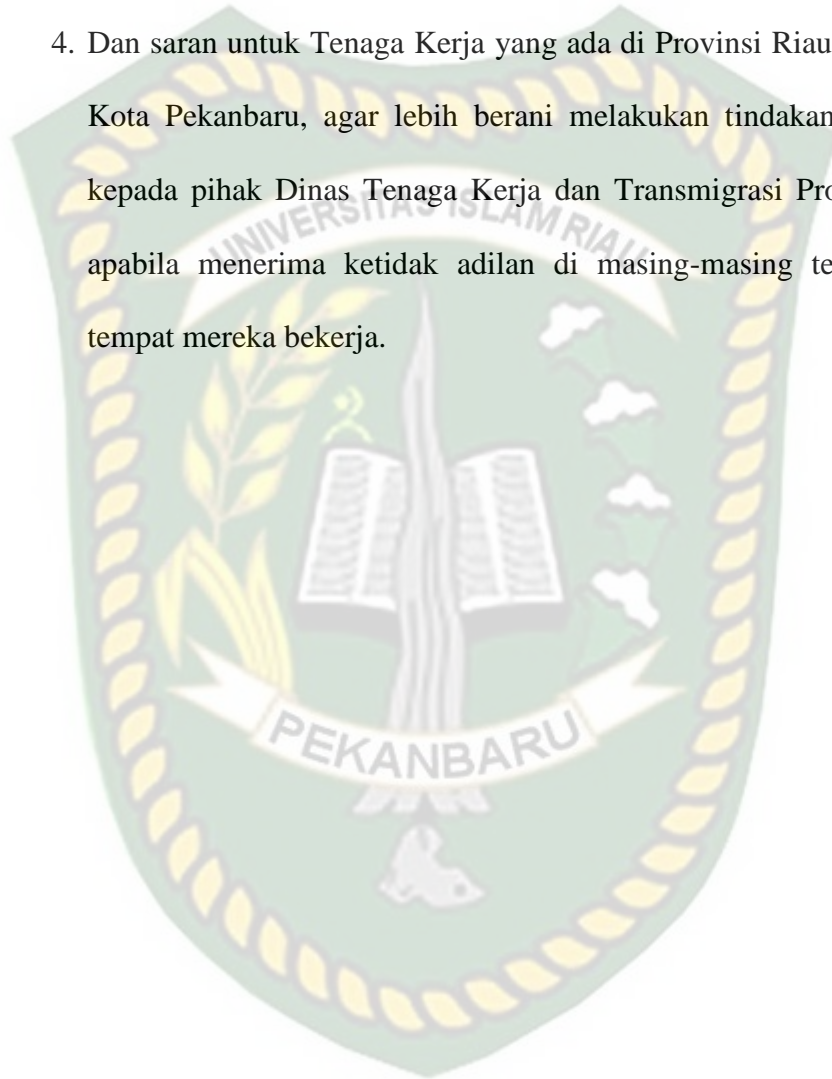 4. Dan saran untuk Tenaga Kerja yang ada di Provinsi Riau
Kota Pekanbaru, agar lebih berani melakukan tindakan
kepada pihak Dinas Tenaga Kerja dan Transmigrasi Pro
apabila menerima ketidak adilan di masing-masing te
tempat mereka bekerja.
UNIVERSITAS ISLAM RIAU
PEKANBARU